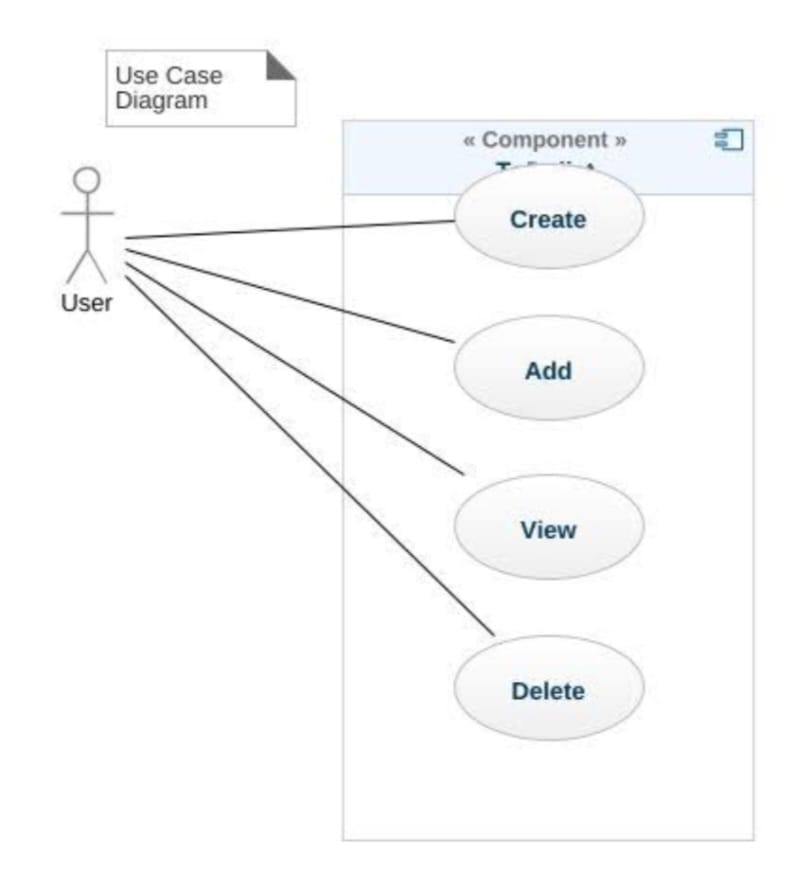 Use Case
Diagram
« Component »
Create
User
Add
View
Delete